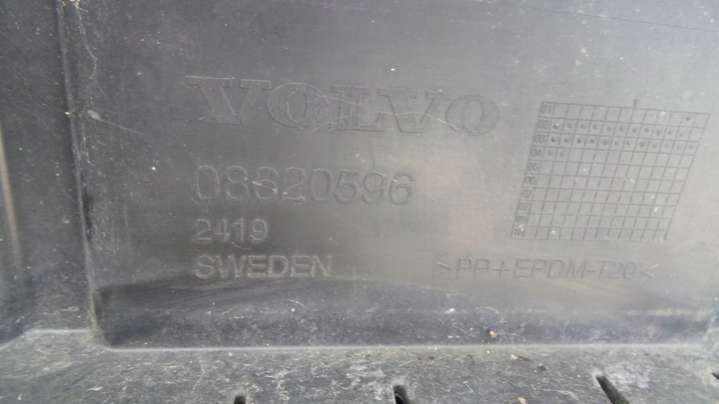 VOLVO
08620596
2419
SWEDEN
>PP+EPDM-T20<